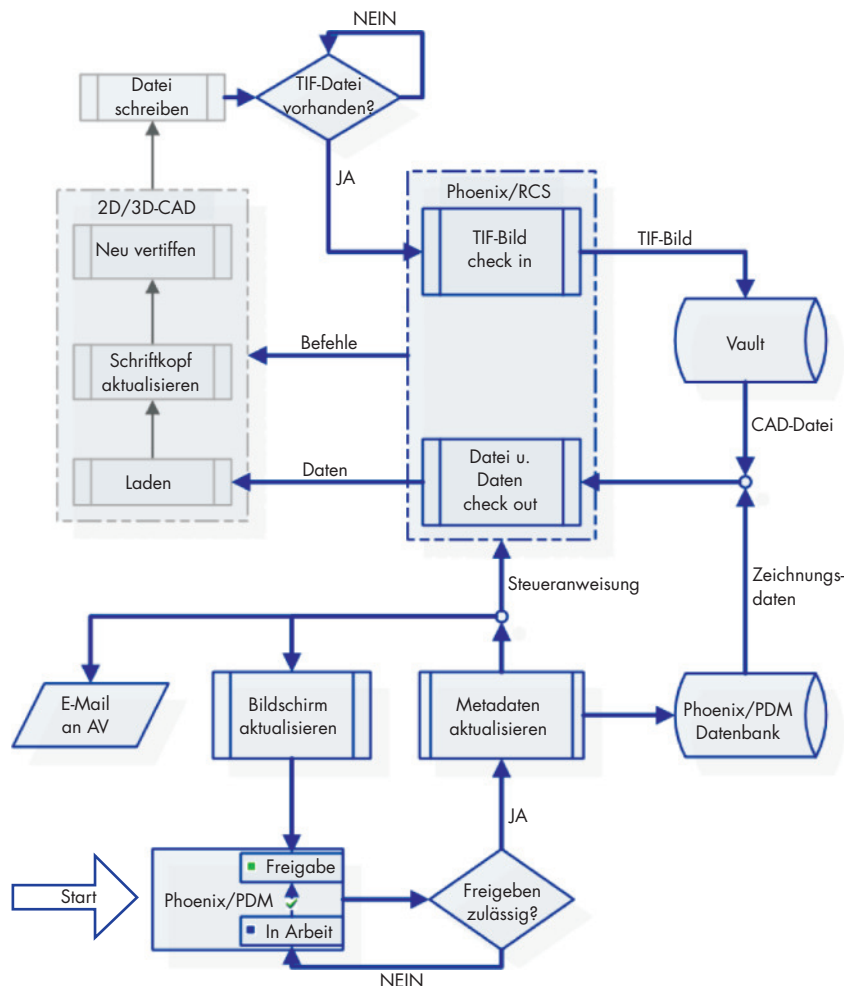 NEIN
Datei
schreiben
TIF-Datei
vorhanden?
JA
2D/3D-CAD
Neu vertiffen
Schriftkopf
aktualisieren
Laden
Phoenix/RCS
TIF-Bild
check in
TIF-Bild
Vault
Befehle
CAD-Datei
Daten
Datei u.
Daten
check out
Steueranweisung
Zeichnungs-
daten
E-Mail
an AV
Bildschirm
aktualisieren
Metadaten
aktualisieren
Phoenix/PDM
Datenbank
JA
Start
Freigabe
Phoenix/PDM
In Arbeit
Freigeben
zulässig?
NEIN